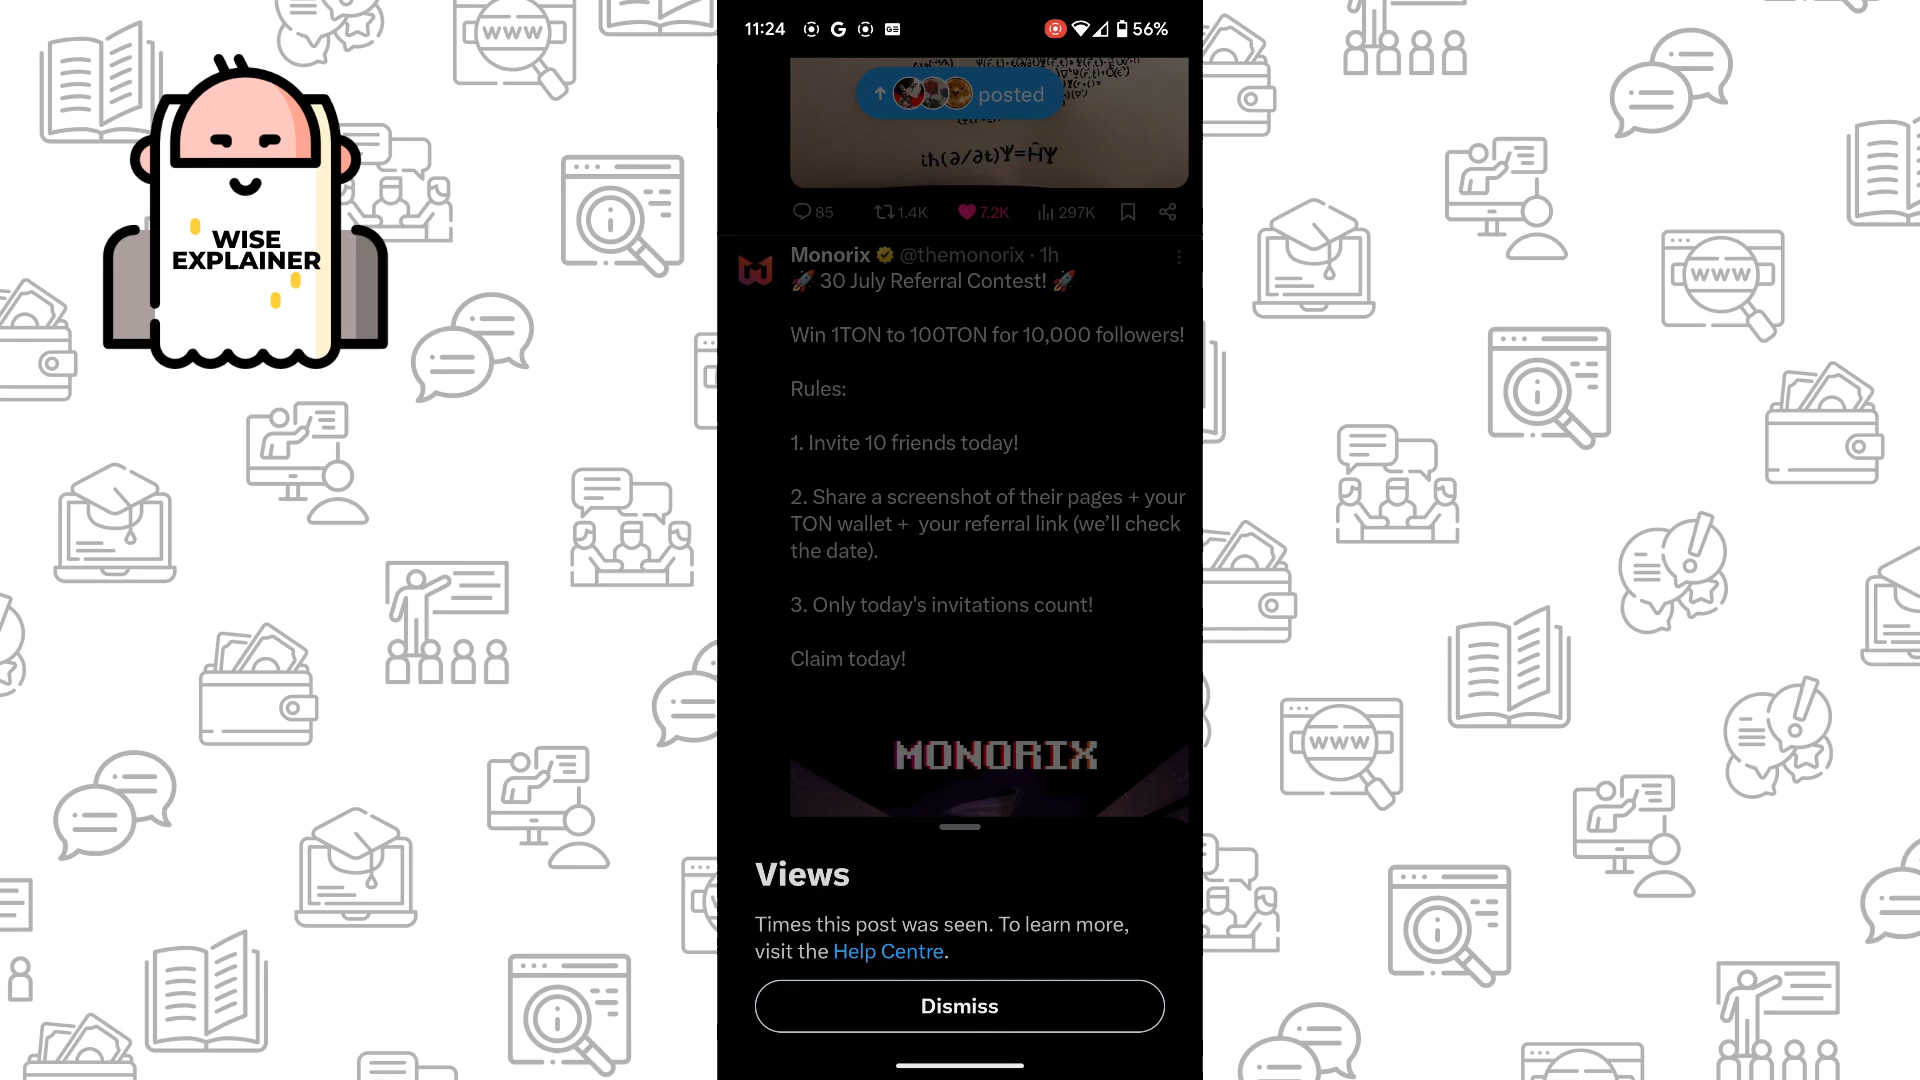 WISE
EXPLAINER
11:24
56%
posted
iħ(∂/∂t)Ψ=ĤΨ
85
1.4K
7.2K
297K
Monorix @themonorix · 1h
🚀 30 July Referral Contest! 🚀
Win 1TON to 100TON for 10,000 followers!
Rules:
1. Invite 10 friends today!
2. Share a screenshot of their pages + your
TON wallet + your referral link (we'll check
the date).
3. Only today's invitations count!
Claim today!
MONORIX
Views
Times this post was seen. To learn more,
visit the Help Centre.
Dismiss
WWW
WWW
WWW